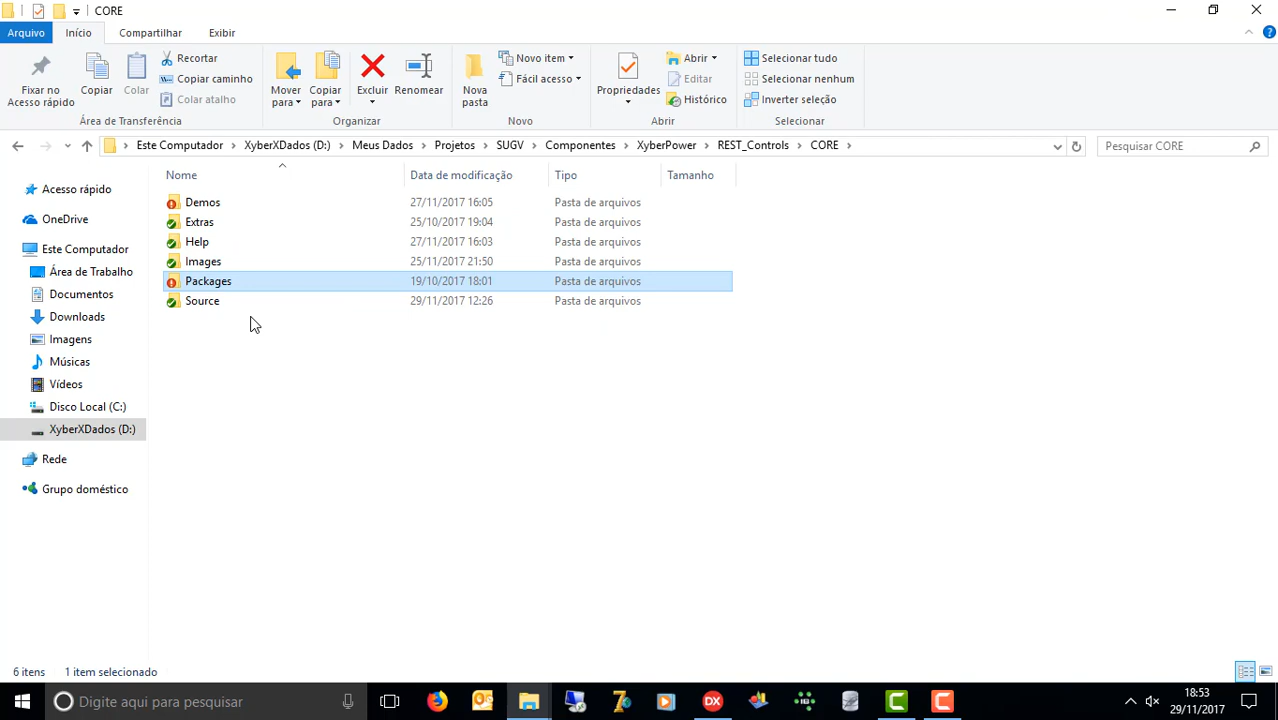 CORE
Arquivo Início Compartilhar Exibir
Fixar no Acesso rápido
Copiar
Colar
Recortar
Copiar caminho
Colar atalho
Área de Transferência
Mover para
Copiar para
Excluir
Renomear
Organizar
Nova pasta
Novo item
Fácil acesso
Novo
Propriedades
Abrir
Editar
Histórico
Abrir
Selecionar tudo
Selecionar nenhum
Inverter seleção
Selecionar
Este Computador > XyberXDados (D:) > Meus Dados > Projetos > SUGV > Componentes > XyberPower > REST_Controls > CORE >
Pesquisar CORE
Acesso rápido
OneDrive
Este Computador
Área de Trabalho
Documentos
Downloads
Imagens
Músicas
Vídeos
Disco Local (C:)
XyberXDados (D:)
Rede
Grupo doméstico
Nome Data de modificação Tipo Tamanho
Demos 27/11/2017 16:05 Pasta de arquivos
Extras 25/10/2017 19:04 Pasta de arquivos
Help 27/11/2017 16:03 Pasta de arquivos
Images 25/11/2017 21:50 Pasta de arquivos
Packages 19/10/2017 18:01 Pasta de arquivos
Source 29/11/2017 12:26 Pasta de arquivos
6 itens 1 item selecionado
Digite aqui para pesquisar
DX
18:53
29/11/2017